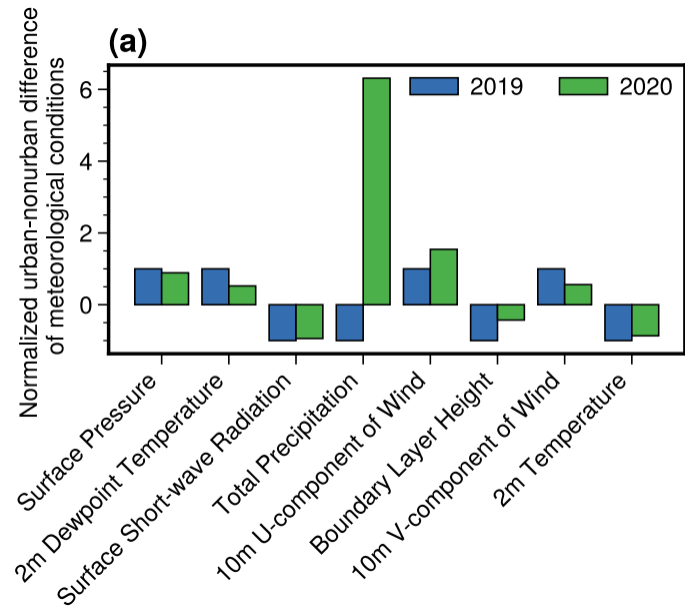 (a)
Normalized urban-nonurban difference
of meteorological conditions
6
4
2
0
2019
2020
Surface Pressure
2m Dewpoint Temperature
Surface Short-wave Radiation
Total Precipitation
10m U-component of Wind
Boundary Layer Height
10m V-component of Wind
2m Temperature